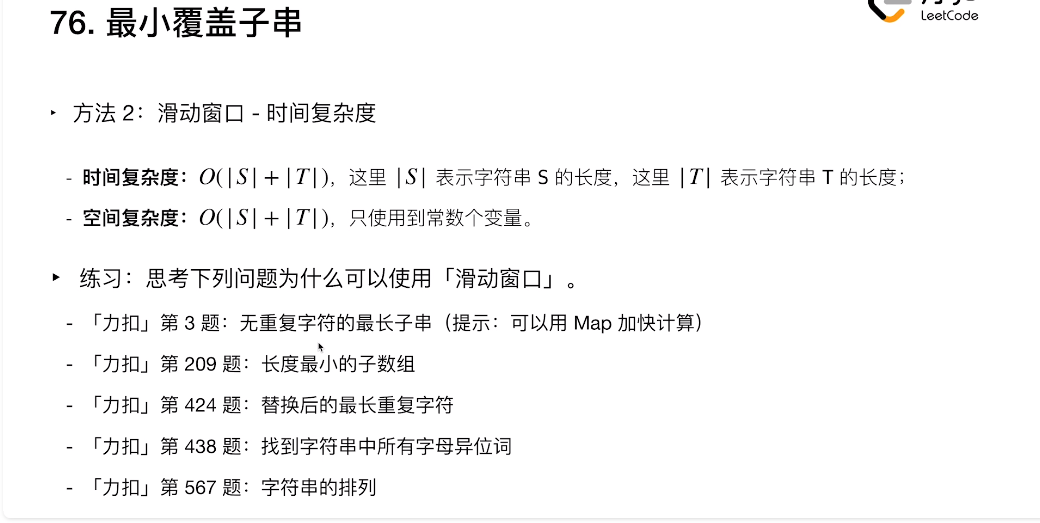 76. 最小覆盖子串
LeetCode
‣ 方法 2：滑动窗口 - 时间复杂度
- 时间复杂度：O(|S| + |T|)，这里 |S| 表示字符串 S 的长度，这里 |T| 表示字符串 T 的长度；
- 空间复杂度：O(|S| + |T|)，只使用到常数个变量。
‣ 练习：思考下列问题为什么可以使用「滑动窗口」。
- 「力扣」第 3 题：无重复字符的最长子串（提示：可以用 Map 加快计算）
- 「力扣」第 209 题：长度最小的子数组
- 「力扣」第 424 题：替换后的最长重复字符
- 「力扣」第 438 题：找到字符串中所有字母异位词
- 「力扣」第 567 题：字符串的排列